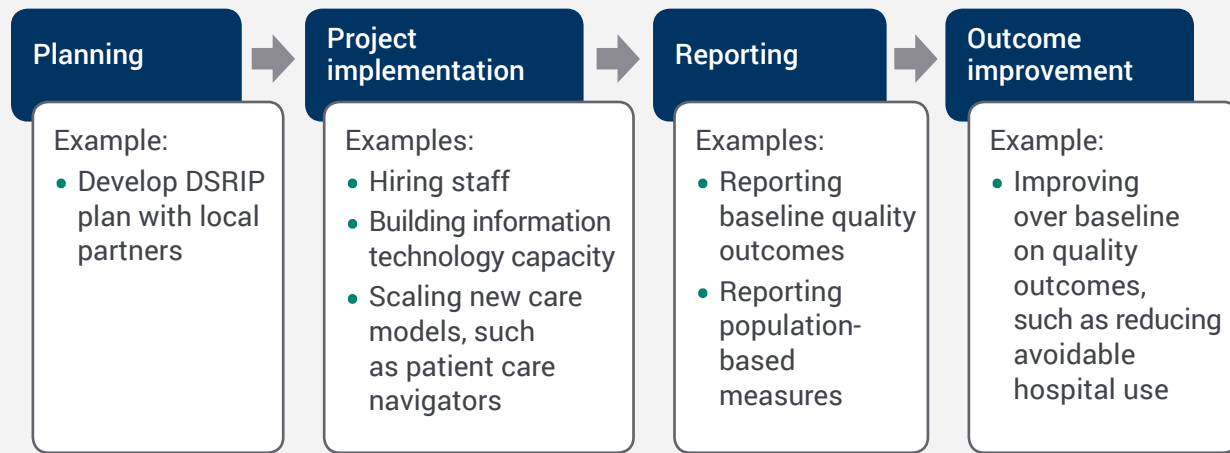 Planning
Example:
• Develop DSRIP
plan with local
partners
Project
implementation
Examples:
• Hiring staff
• Building information
technology capacity
• Scaling new care
models, such
as patient care
navigators
Reporting
Examples:
• Reporting
baseline quality
outcomes
• Reporting
population-
based
measures
Outcome
improvement
Example:
• Improving
over baseline
on quality
outcomes,
such as reducing
avoidable
hospital use